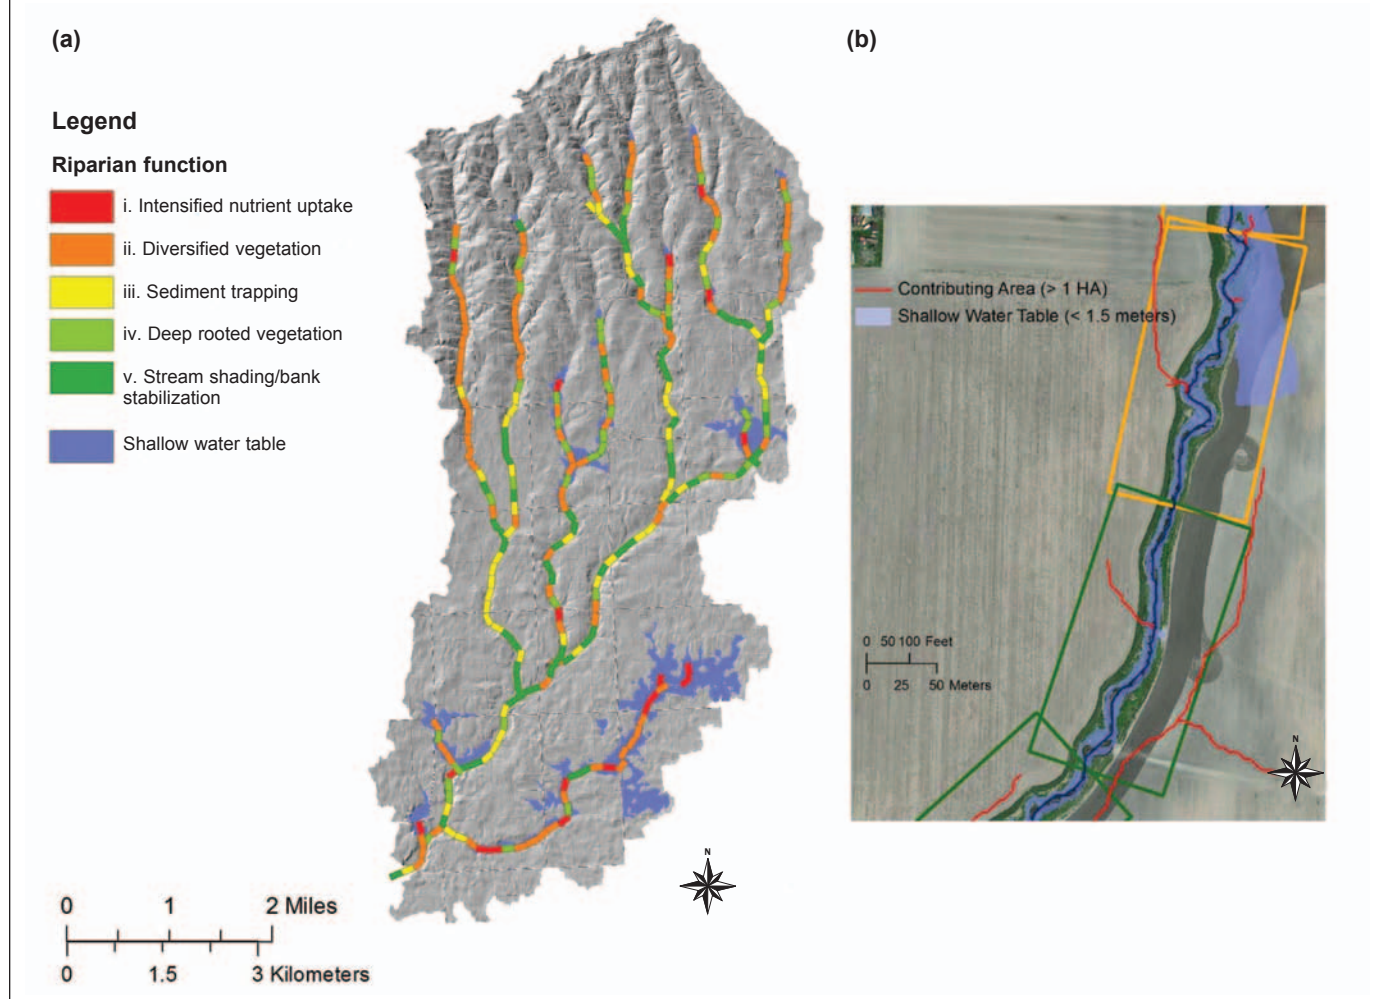 (a)
(b)
Legend
Riparian function
i. Intensified nutrient uptake
ii. Diversified vegetation
iii. Sediment trapping
iv. Deep rooted vegetation
v. Stream shading/bank
stabilization
Shallow water table
N
0 1 2 Miles
0 1.5 3 Kilometers
A
Contributing Area (> 1 HA)
Shallow Water Table (< 1.5 meters)
0 50 100 Feet
0 25 50 Meters
N